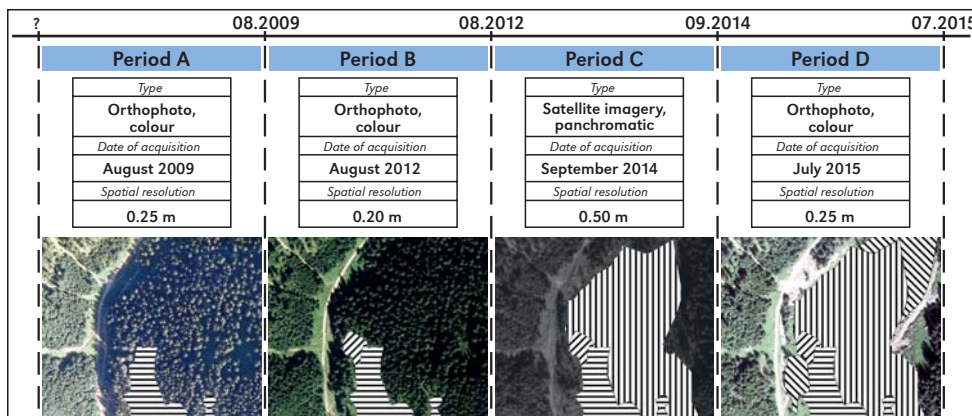 ? 08.2009 08.2012 09.2014 07.2015
Period A Period B Period C Period D
Type Type Type Type
Orthophoto, Orthophoto, Satellite imagery, Orthophoto,
colour colour panchromatic colour
Date of acquisition Date of acquisition Date of acquisition Date of acquisition
August 2009 August 2012 September 2014 July 2015
Spatial resolution Spatial resolution Spatial resolution Spatial resolution
0.25 m 0.20 m 0.50 m 0.25 m